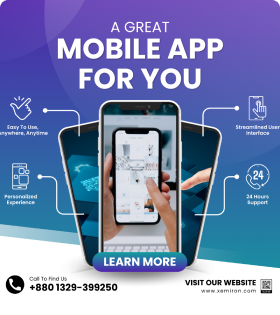 A GREAT
MOBILE APP
FOR YOU
Easy To Use,
Anywhere, Anytime
Streamlined User
Interface
Personalized
Experience
24
24 Hours
Support
LEARN MORE
Call To Find Us
+880 1329-399250
VISIT OUR WEBSITE
www.xemiron.com